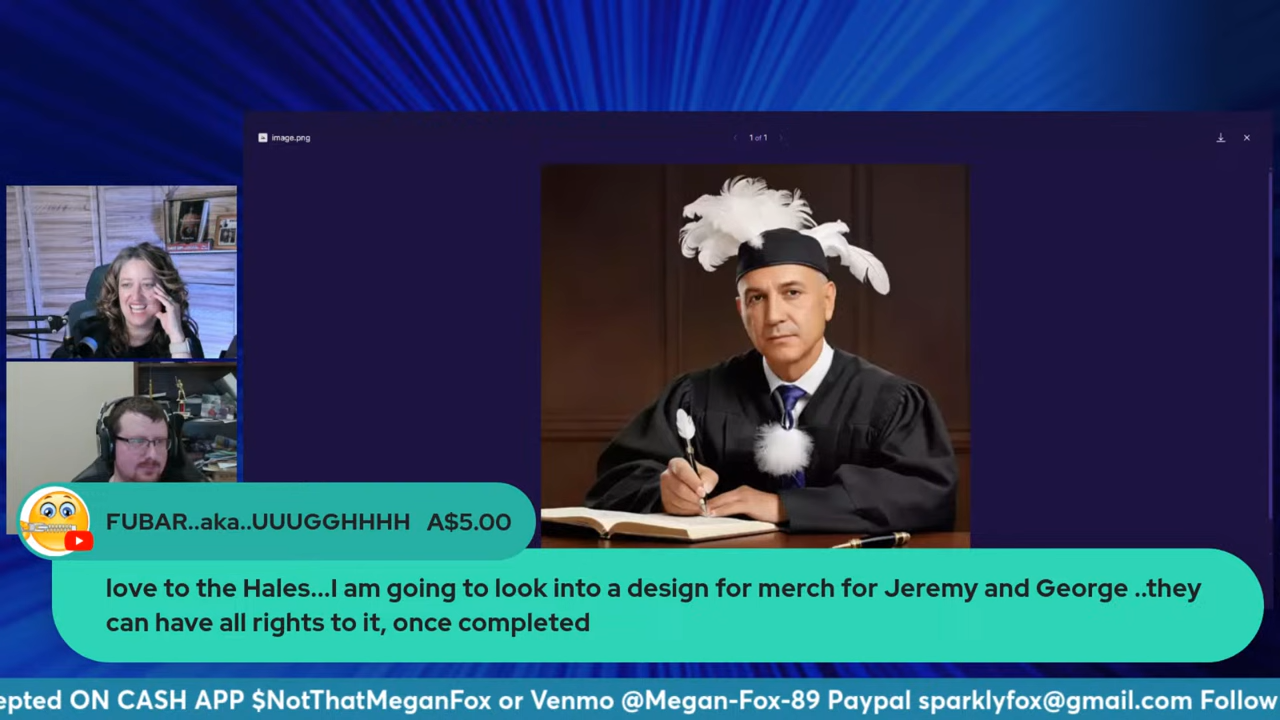 image.png
1 of 1
FUBAR..aka..UUUGGHHHH A$5.00
love to the Hales...I am going to look into a design for merch for Jeremy and George ..they
can have all rights to it, once completed
epted ON CASH APP $NotThatMeganFox or Venmo @Megan-Fox-89 Paypal sparklyfox@gmail.com Follow